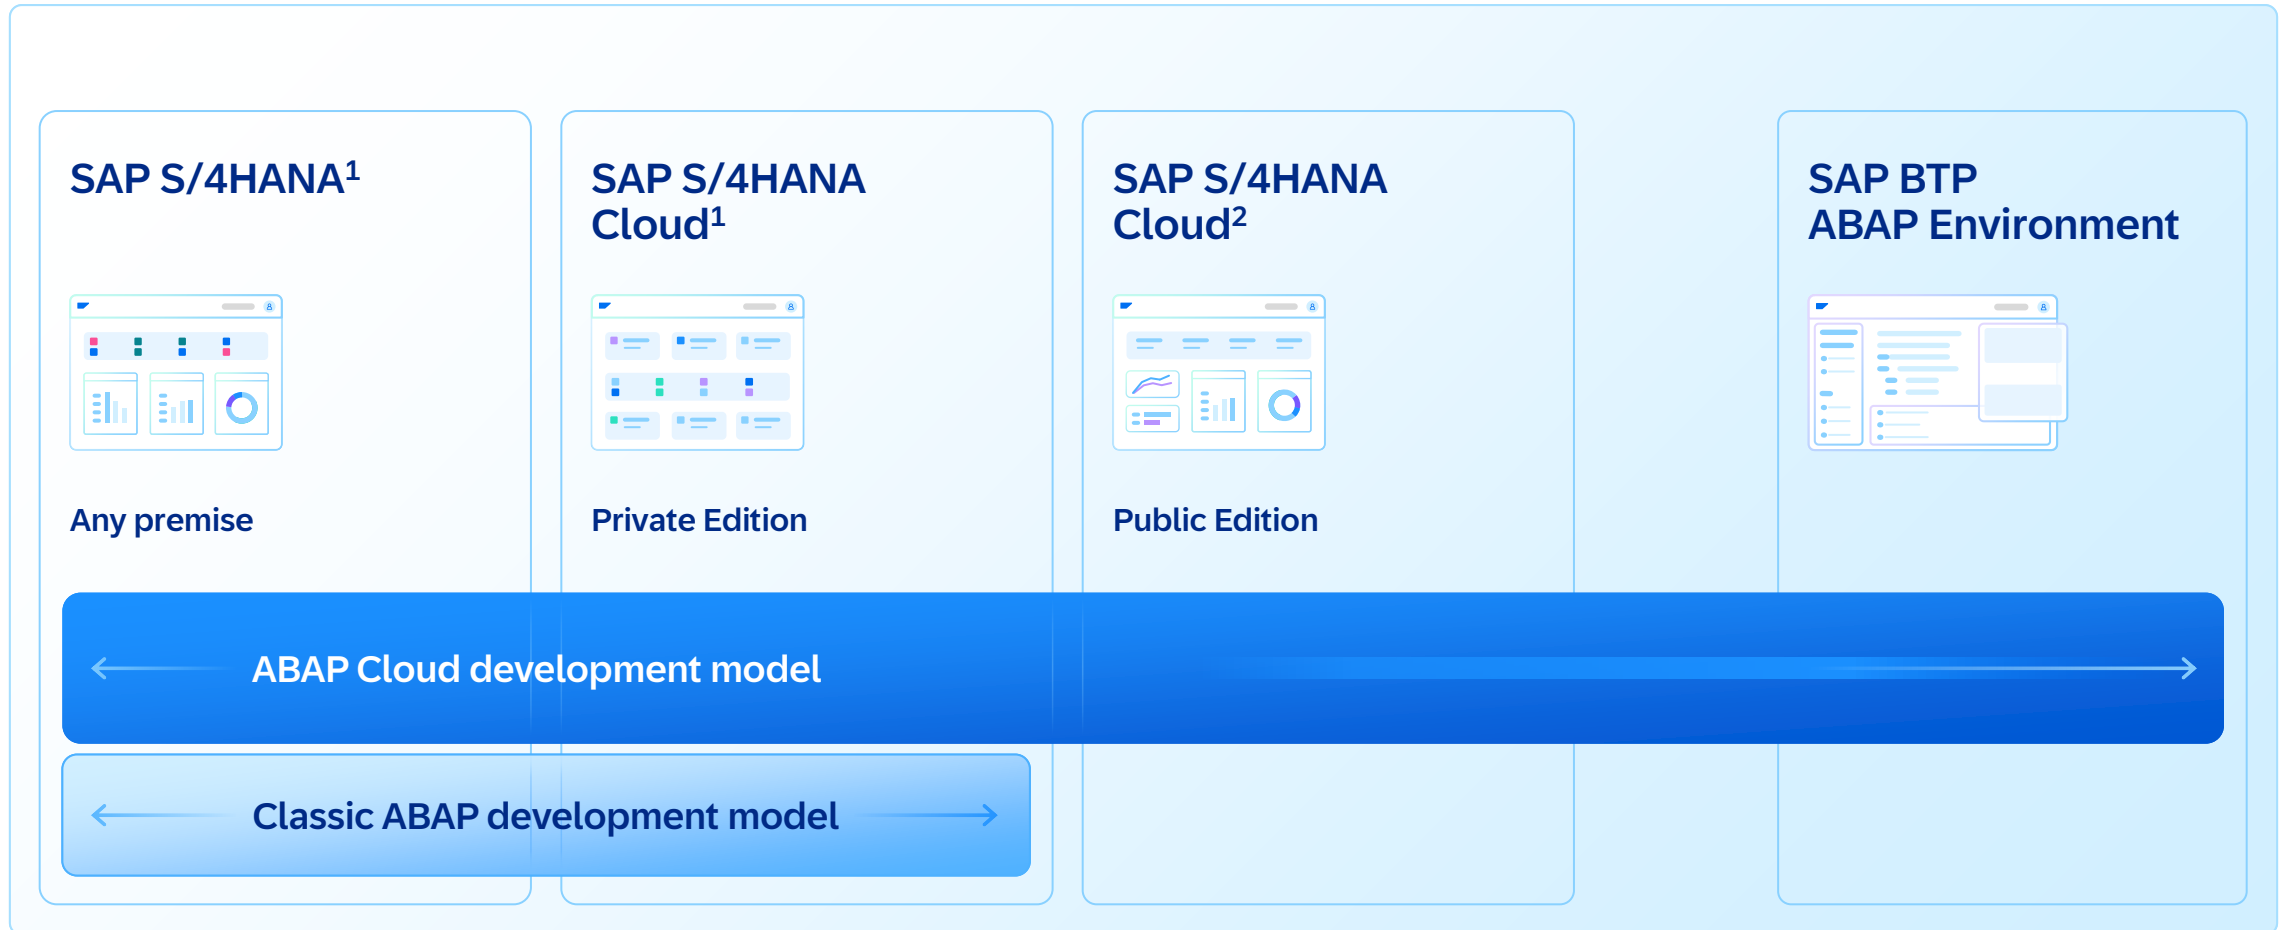 SAP S/4HANA¹
SAP S/4HANA
Cloud¹
SAP S/4HANA
Cloud²
SAP BTP
ABAP Environment
Any premise
Private Edition
Public Edition
ABAP Cloud development model
Classic ABAP development model